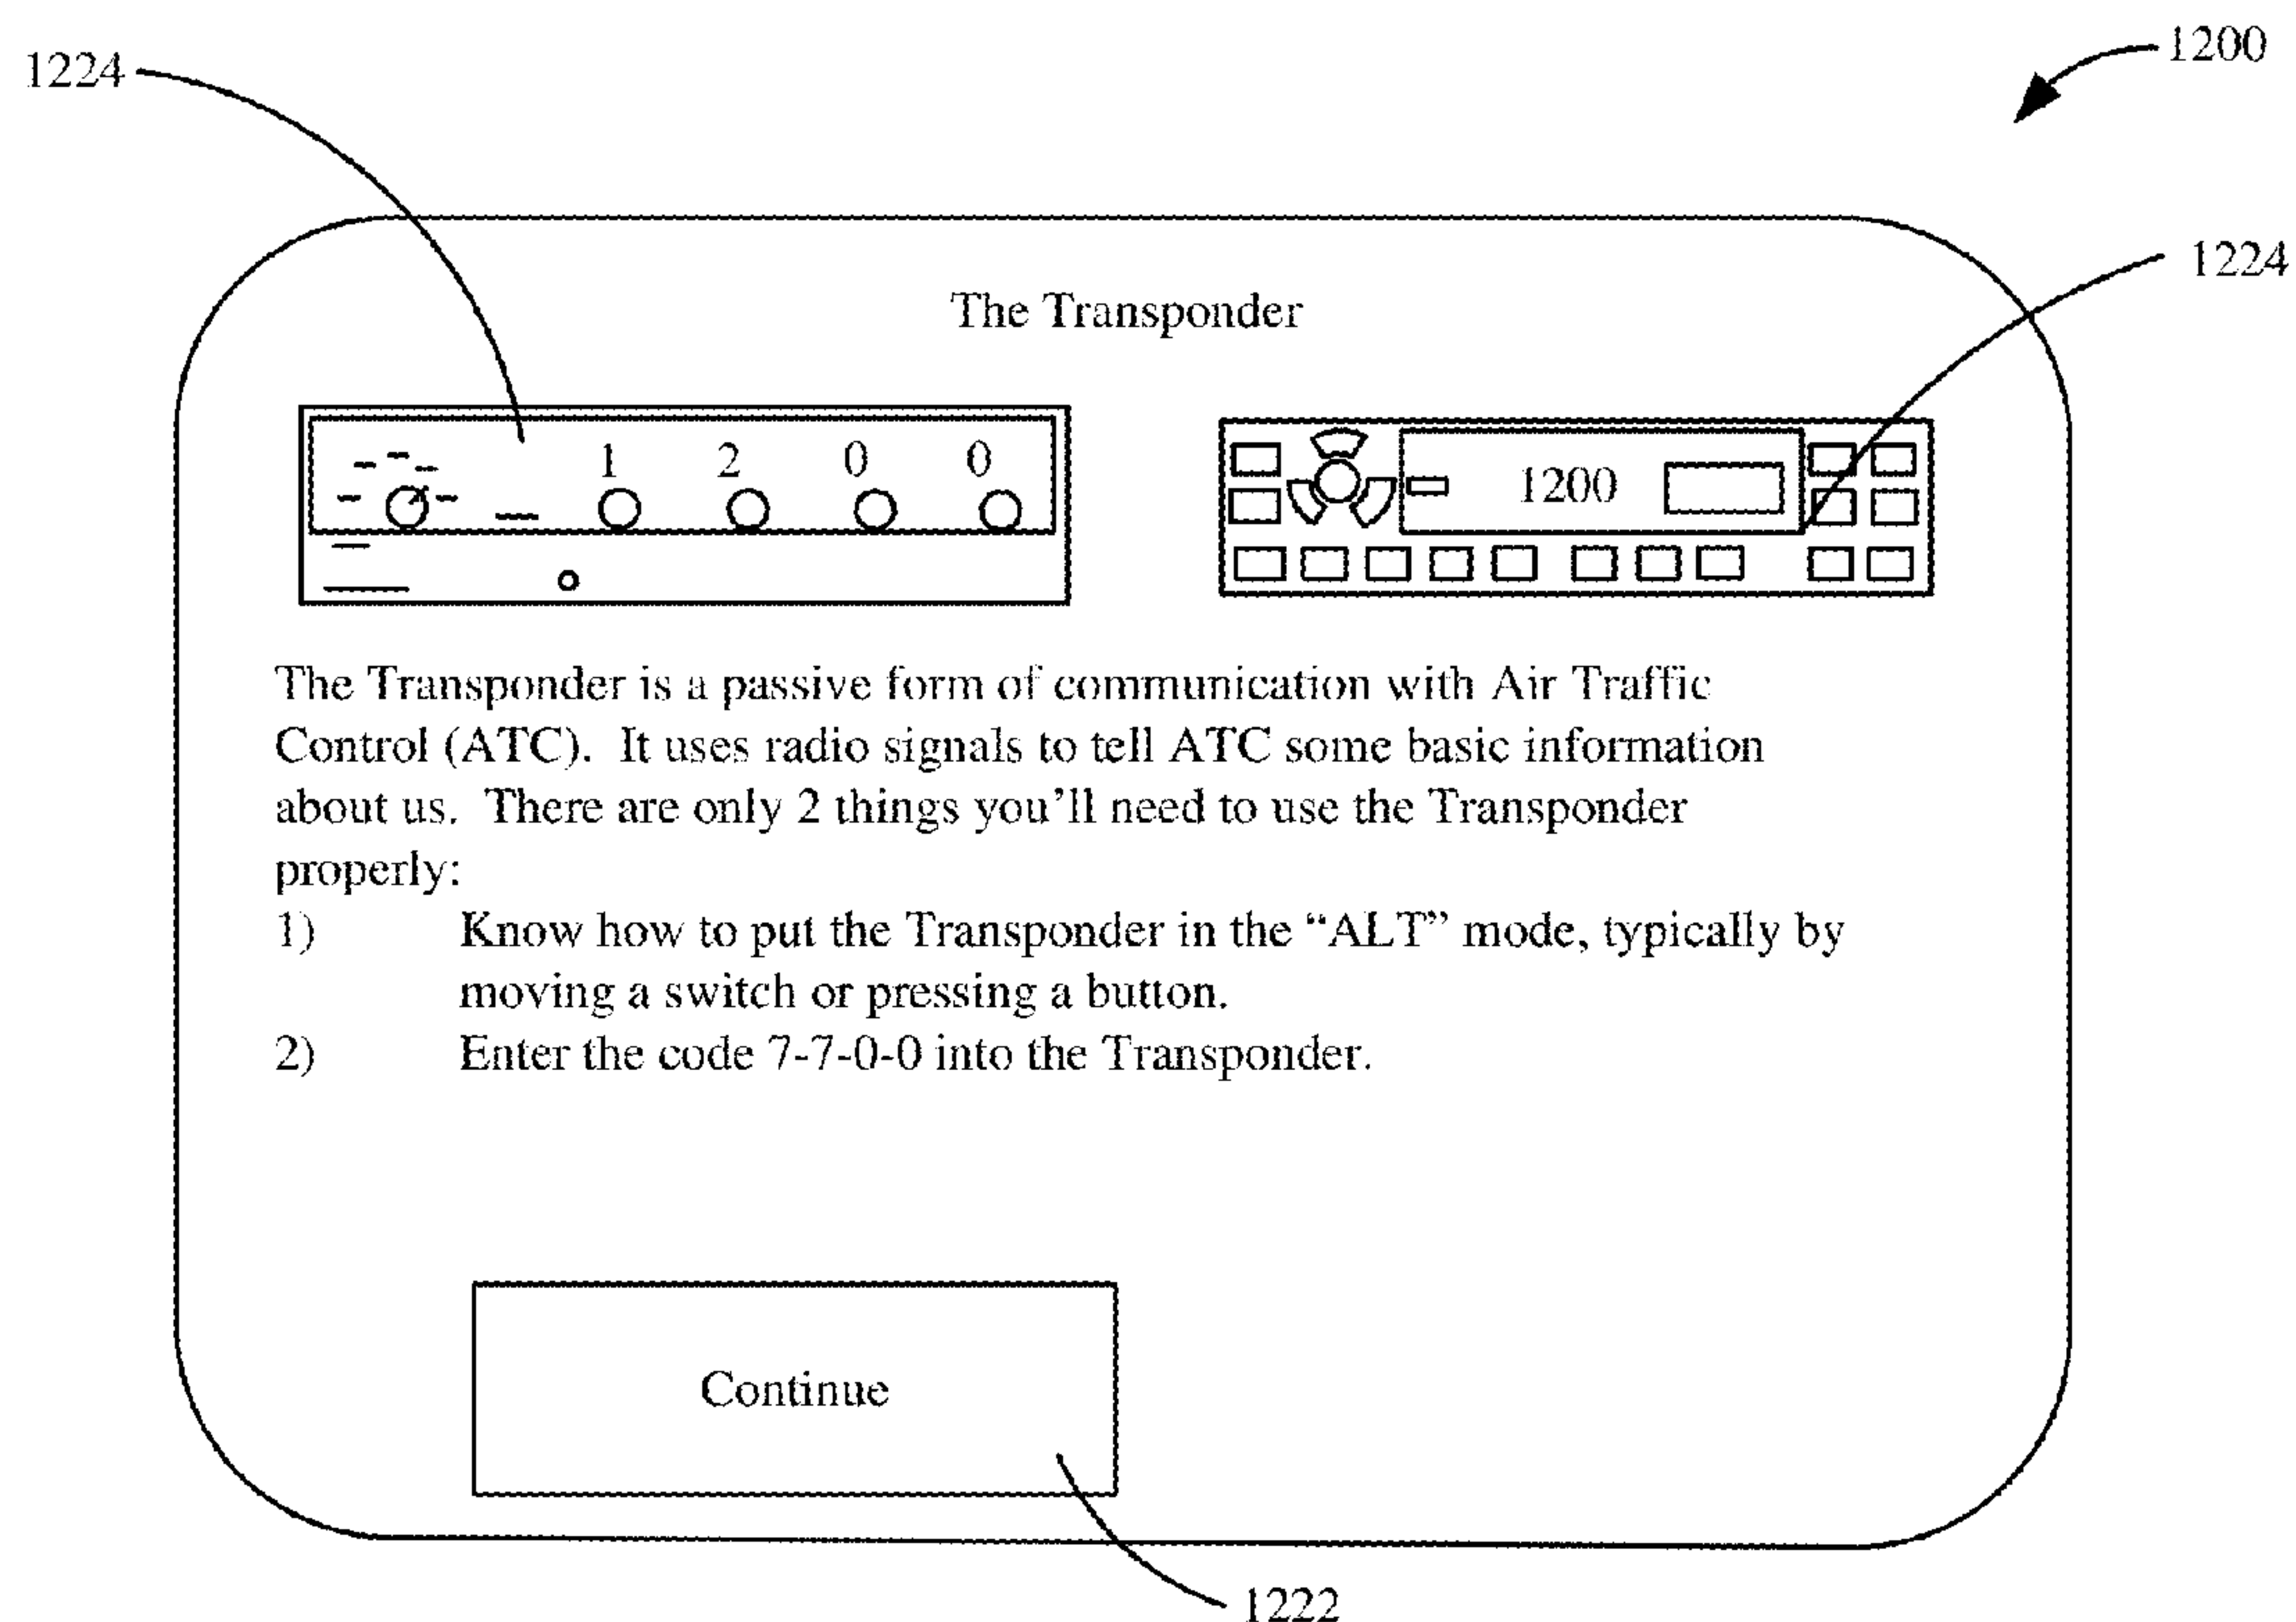 1200
1224
1224
The Transponder
1 2 0 0
1200
The Transponder is a passive form of communication with Air Traffic
Control (ATC).  It uses radio signals to tell ATC some basic information
about us.  There are only 2 things you'll need to use the Transponder
properly:
1) Know how to put the Transponder in the “ALT” mode, typically by
moving a switch or pressing a button.
2) Enter the code 7-7-0-0 into the Transponder.
Continue
1222